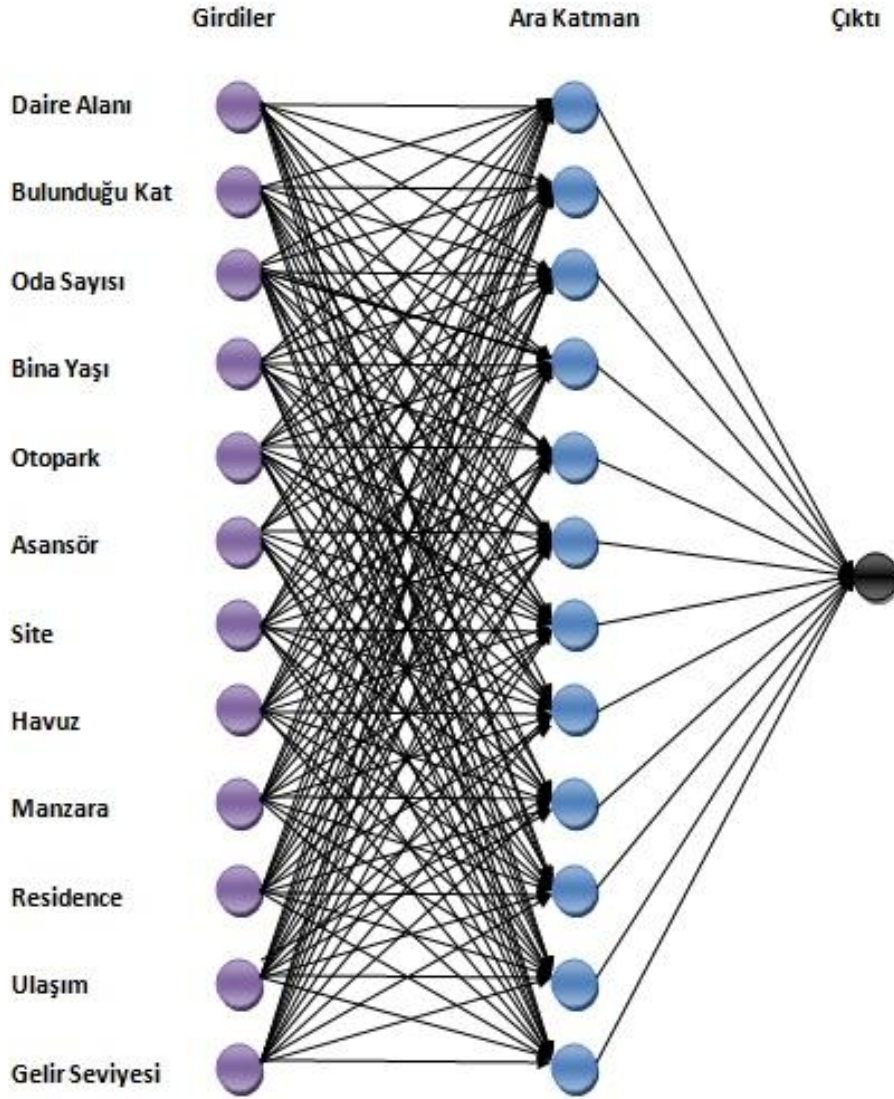 Girdiler Ara Katman Çıktı
Daire Alanı
Bulunduğu Kat
Oda Sayısı
Bina Yaşı
Otopark
Asansör
Site
Havuz
Manzara
Residence
Ulaşım
Gelir Seviyesi